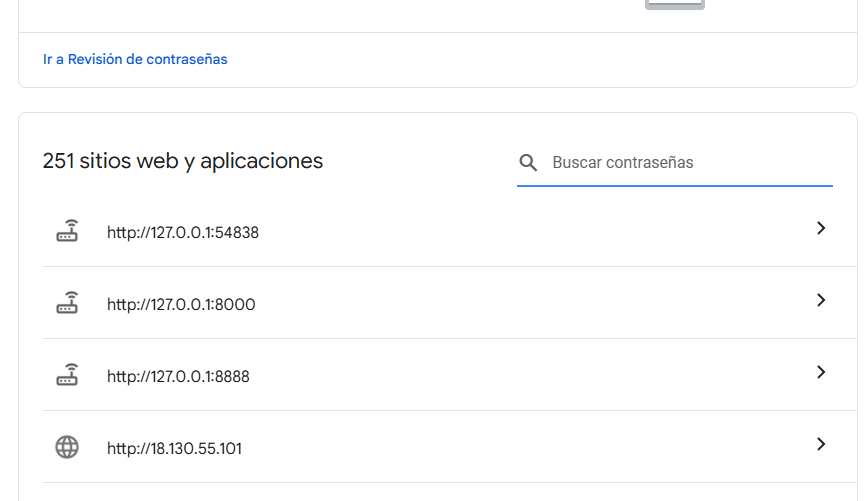 Ir a Revisión de contraseñas
251 sitios web y aplicaciones
Buscar contraseñas
http://127.0.0.1:54838
http://127.0.0.1:8000
http://127.0.0.1:8888
http://18.130.55.101